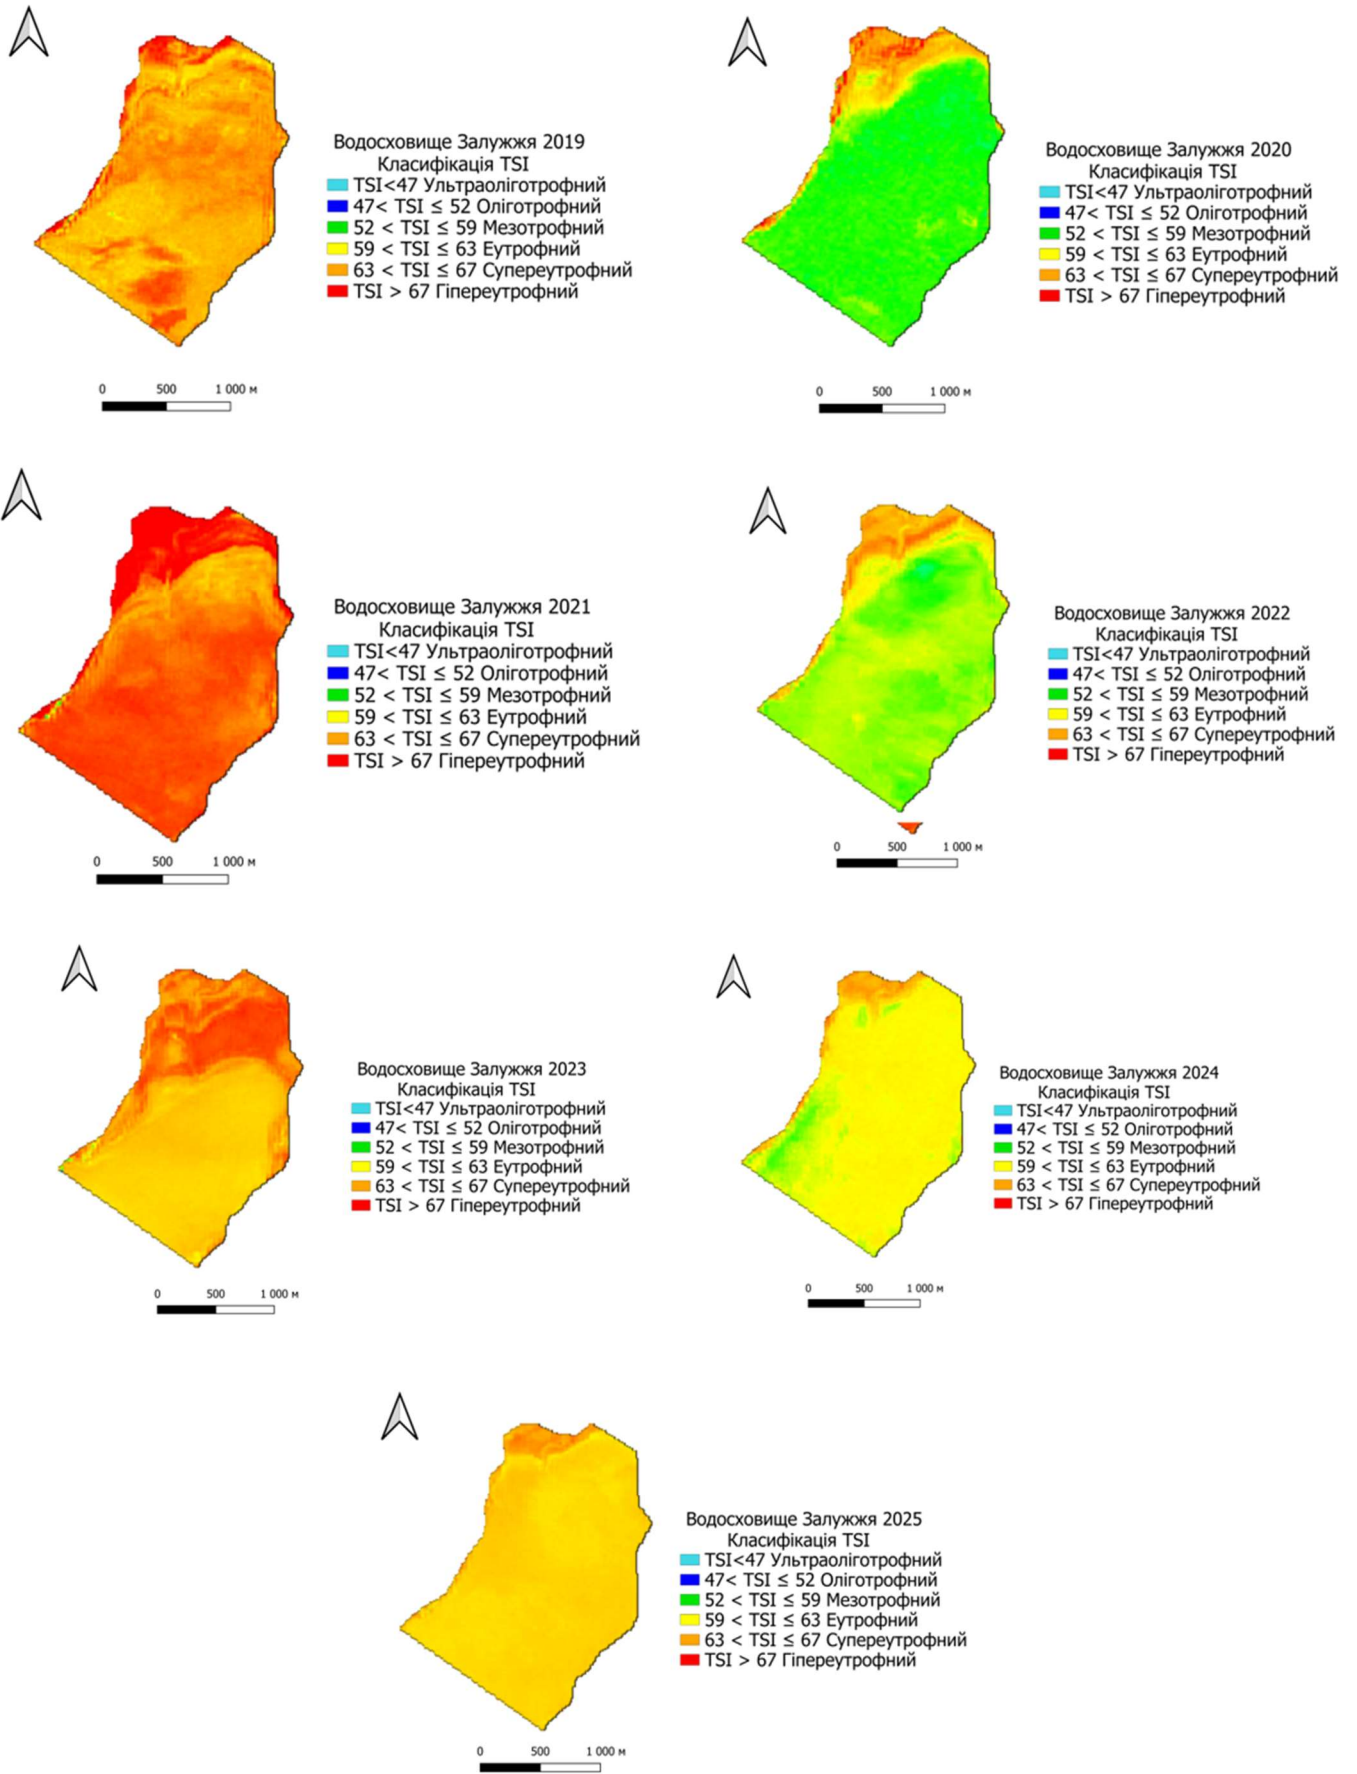 Водосховище Залужжя 2019
Класифікація TSI
TSI<47 Ультраоліготрофний
47< TSI ≤ 52 Оліготрофний
52 < TSI ≤ 59 Мезотрофний
59 < TSI ≤ 63 Еутрофний
63 < TSI ≤ 67 Суперeутрофний
TSI > 67 Гіпереутрофний
0 500 1 000 м
Водосховище Залужжя 2020
Класифікація TSI
TSI<47 Ультраоліготрофний
47< TSI ≤ 52 Оліготрофний
52 < TSI ≤ 59 Мезотрофний
59 < TSI ≤ 63 Еутрофний
63 < TSI ≤ 67 Супереутрофний
TSI > 67 Гіпереутрофний
0 500 1 000 м
Водосховище Залужжя 2021
Класифікація TSI
TSI<47 Ультраоліготрофний
47< TSI ≤ 52 Оліготрофний
52 < TSI ≤ 59 Мезотрофний
59 < TSI ≤ 63 Еутрофний
63 < TSI ≤ 67 Супереутрофний
TSI > 67 Гіпереутрофний
0 500 1 000 м
Водосховище Залужжя 2022
Класифікація TSI
TSI<47 Ультраоліготрофний
47< TSI ≤ 52 Оліготрофний
52 < TSI ≤ 59 Мезотрофний
59 < TSI ≤ 63 Еутрофний
63 < TSI ≤ 67 Супереутрофний
TSI > 67 Гіпереутрофний
0 500 1 000 м
Водосховище Залужжя 2023
Класифікація TSI
TSI<47 Ультраоліготрофний
47< TSI ≤ 52 Оліготрофний
52 < TSI ≤ 59 Мезотрофний
59 < TSI ≤ 63 Еутрофний
63 < TSI ≤ 67 Супереутрофний
TSI > 67 Гіпереутрофний
0 500 1 000 м
Водосховище Залужжя 2024
Класифікація TSI
TSI<47 Ультраоліготрофний
47< TSI ≤ 52 Оліготрофний
52 < TSI ≤ 59 Мезотрофний
59 < TSI ≤ 63 Еутрофний
63 < TSI ≤ 67 Супереутрофний
TSI > 67 Гіпереутрофний
0 500 1 000 м
Водосховище Залужжя 2025
Класифікація TSI
TSI<47 Ультраоліготрофний
47< TSI ≤ 52 Оліготрофний
52 < TSI ≤ 59 Мезотрофний
59 < TSI ≤ 63 Еутрофний
63 < TSI ≤ 67 Супереутрофний
TSI > 67 Гіпереутрофний
0 500 1 000 м